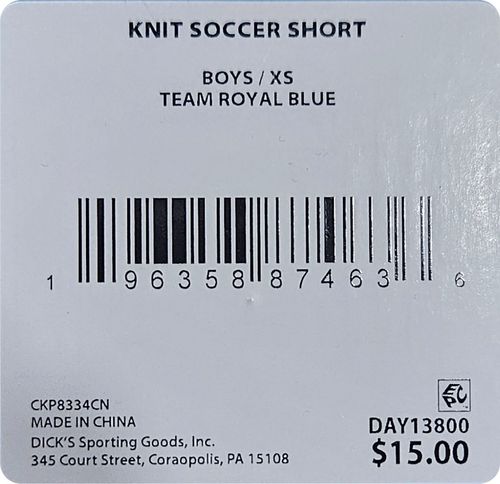 KNIT SOCCER SHORT
BOYS / XS
TEAM ROYAL BLUE
1 96358 87463 6
EPC
CKP8334CN
MADE IN CHINA
DICK'S Sporting Goods, Inc.
345 Court Street, Coraopolis, PA 15108
DAY13800
$15.00